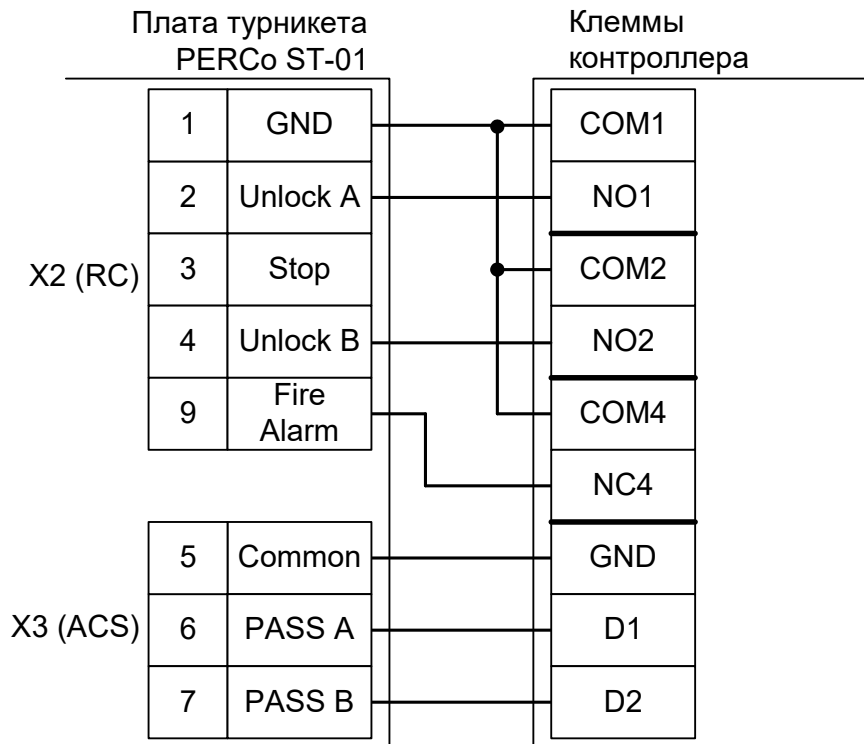 Плата турникета
PERCo ST-01
Клеммы
контроллера
X2 (RC)
1 GND
2 Unlock A
3 Stop
4 Unlock B
9 Fire
Alarm
X3 (ACS)
5 Common
6 PASS A
7 PASS B
COM1
NO1
COM2
NO2
COM4
NC4
GND
D1
D2